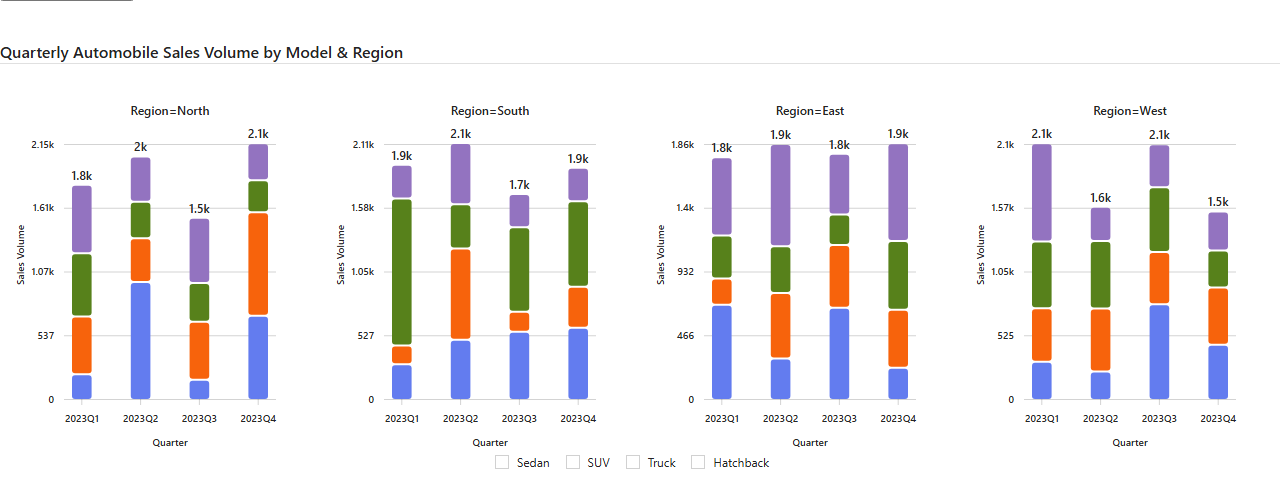 Quarterly Automobile Sales Volume by Model & Region
Region=North
2.15k
1.61k
1.07k
537
0
Sales Volume
1.8k
2k
1.5k
2.1k
2023Q1 2023Q2 2023Q3 2023Q4
Quarter
Region=South
2.11k
1.58k
1.05k
527
0
Sales Volume
1.9k
2.1k
1.7k
1.9k
2023Q1 2023Q2 2023Q3 2023Q4
Quarter
Region=East
1.86k
1.4k
932
466
0
Sales Volume
1.8k
1.9k
1.8k
1.9k
2023Q1 2023Q2 2023Q3 2023Q4
Quarter
Region=West
2.1k
1.57k
1.05k
525
0
Sales Volume
2.1k
1.6k
2.1k
1.5k
2023Q1 2023Q2 2023Q3 2023Q4
Quarter
Sedan SUV Truck Hatchback